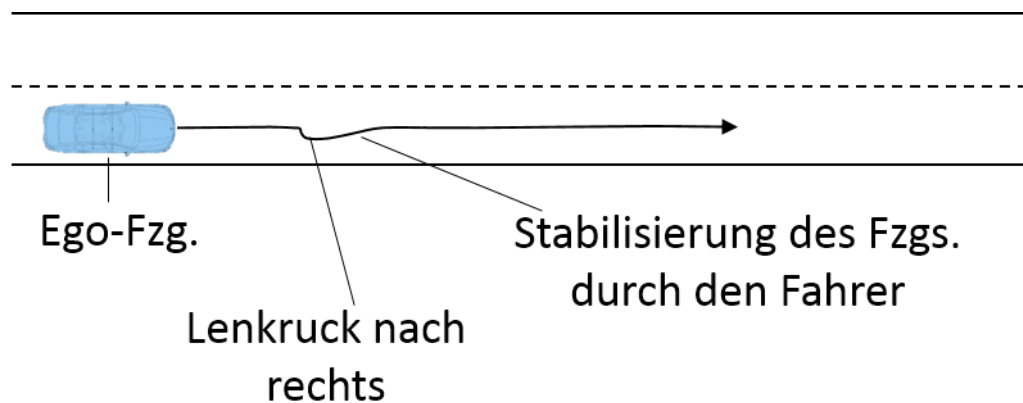 Ego-Fzg.
Stabilisierung des Fzgs.
durch den Fahrer
Lenkruck nach
rechts